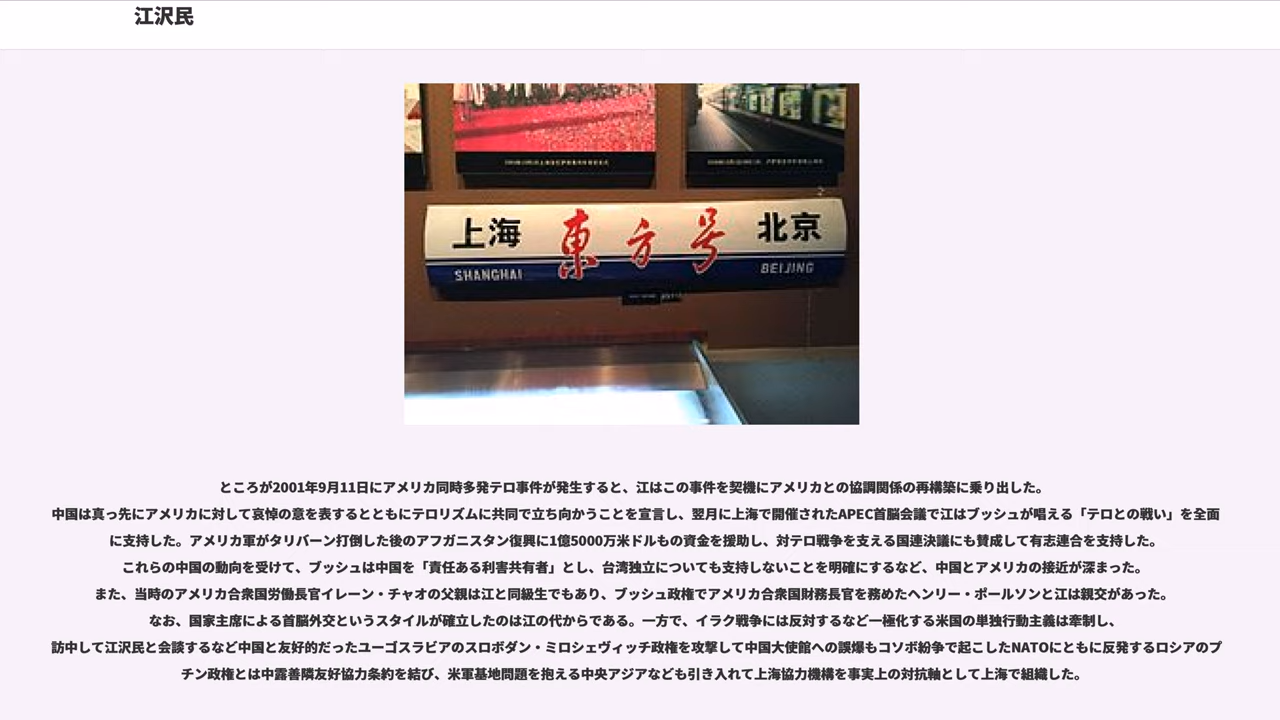 江沢民
上海 東方号 北京
SHANGHAI BEIJING
ところが2001年9月11日にアメリカ同時多発テロ事件が発生すると、江はこの事件を契機にアメリカとの協調関係の再構築に乗り出した。
中国は真っ先にアメリカに対して哀悼の意を表するとともにテロリズムに共同で立ち向かうことを宣言し、翌月に上海で開催されたAPEC首脳会議で江はブッシュが唱える「テロとの戦い」を全面
に支持した。アメリカ軍がタリバーン打倒した後のアフガニスタン復興に1億5000万米ドルもの資金を援助し、対テロ戦争を支える国連決議にも賛成して有志連合を支持した。
これらの中国の動向を受けて、ブッシュは中国を「責任ある利害共有者」とし、台湾独立についても支持しないことを明確にするなど、中国とアメリカの接近が深まった。
また、当時のアメリカ合衆国労働長官イレーン・チャオの父親は江と同級生でもあり、ブッシュ政権でアメリカ合衆国財務長官を務めたヘンリー・ポールソンと江は親交があった。
なお、国家主席による首脳外交というスタイルが確立したのは江の代からである。一方で、イラク戦争には反対するなど一極化する米国の単独行動主義は牽制し、
訪中して江沢民と会談するなど中国と友好的だったユーゴスラビアのスロボダン・ミロシェヴィッチ政権を攻撃して中国大使館への誤爆もコソボ紛争で起こしたNATOにともに反発するロシアのプ
チン政権とは中露善隣友好協力条約を結び、米軍基地問題を抱える中央アジアなども引き入れて上海協力機構を事実上の対抗軸として上海で組織した。